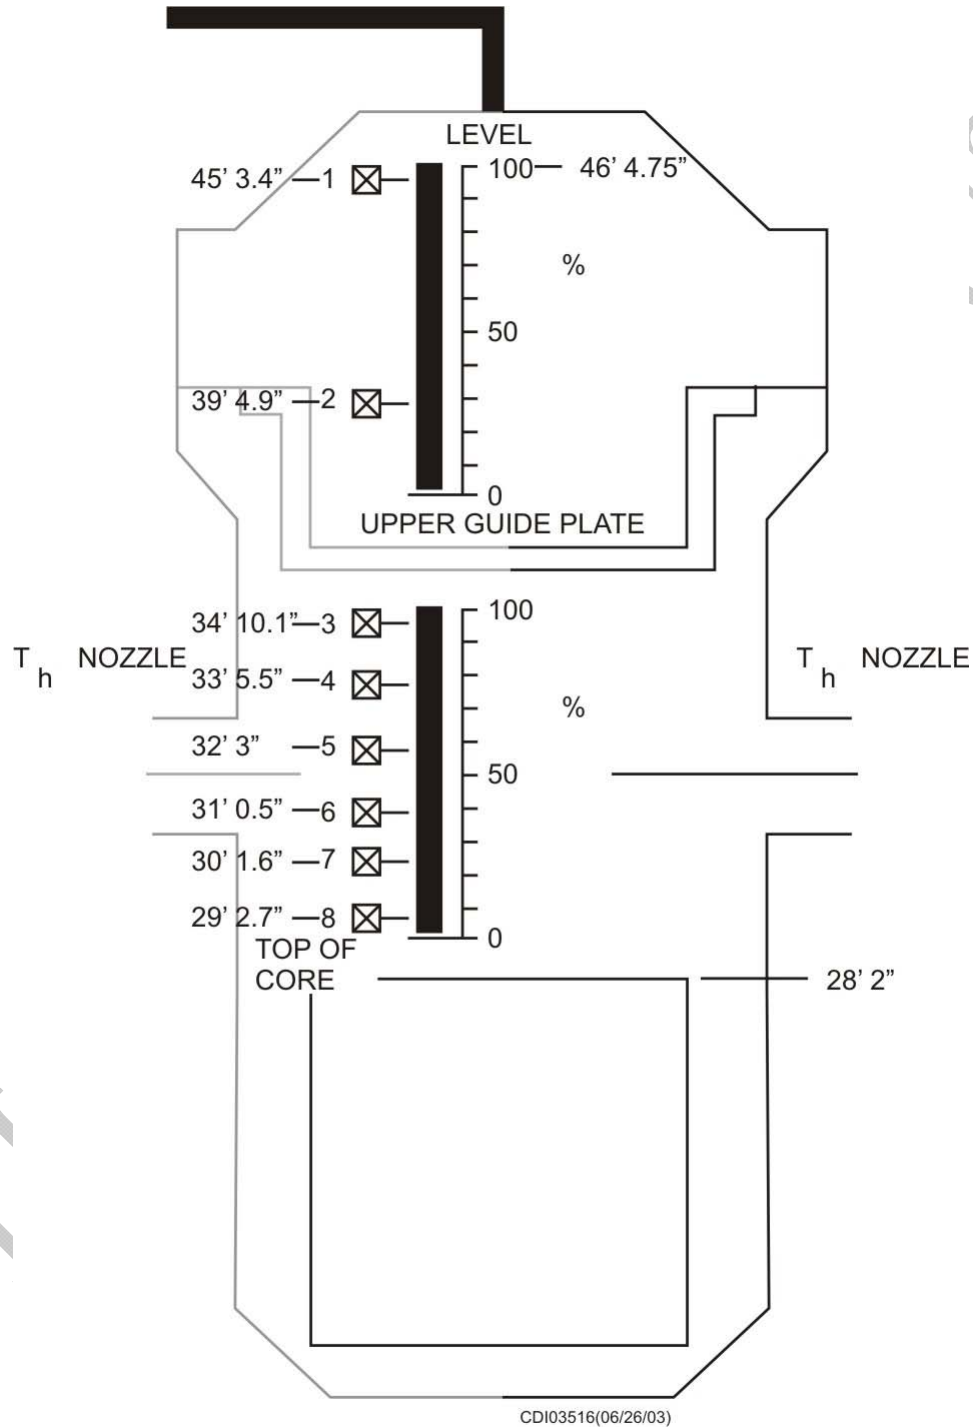 LEVEL
45’ 3.4” 1 100 46’ 4.75”
%
50
39’ 4.9” 2
0
UPPER GUIDE PLATE
34’ 10.1” 3 100
T h NOZZLE 33’ 5.5” 4 T h NOZZLE
%
32’ 3” 5
50
31’ 0.5” 6
30’ 1.6” 7
29’ 2.7” 8
0
TOP OF
CORE
28’ 2”
CDI03516(06/26/03)